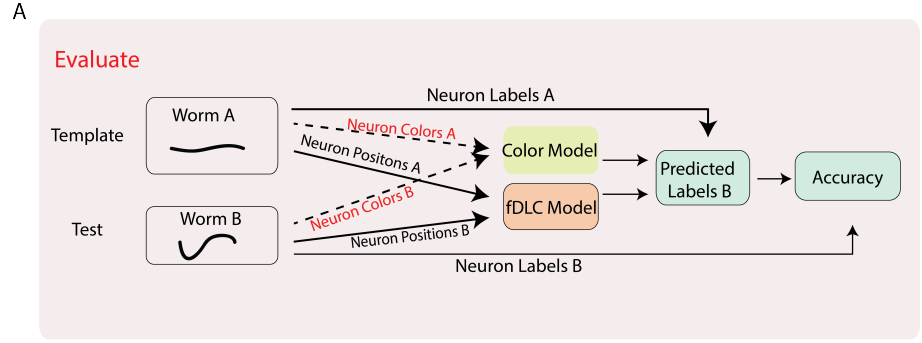 A
Evaluate
Neuron Labels A
Worm A
Template
Neuron Colors A
Neuron Positons A
Color Model
Predicted
Labels B
Accuracy
fDLC Model
Neuron Colors B
Worm B
Test
Neuron Positions B
Neuron Labels B